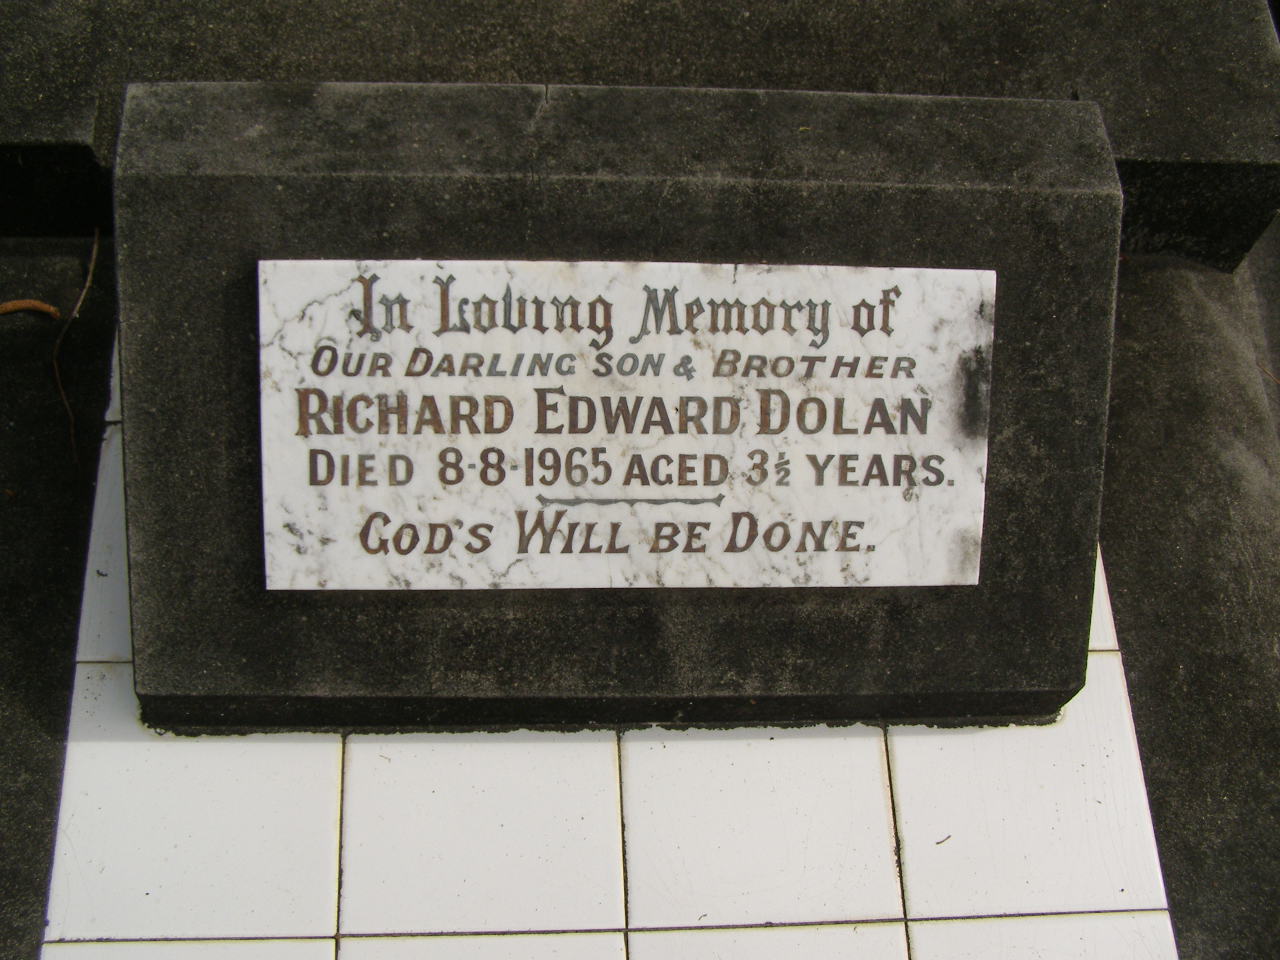 In Loving Memory of
OUR DARLING SON & BROTHER
RICHARD EDWARD DOLAN
DIED 8-8-1965 AGED 3½ YEARS.
GOD'S WILL BE DONE.